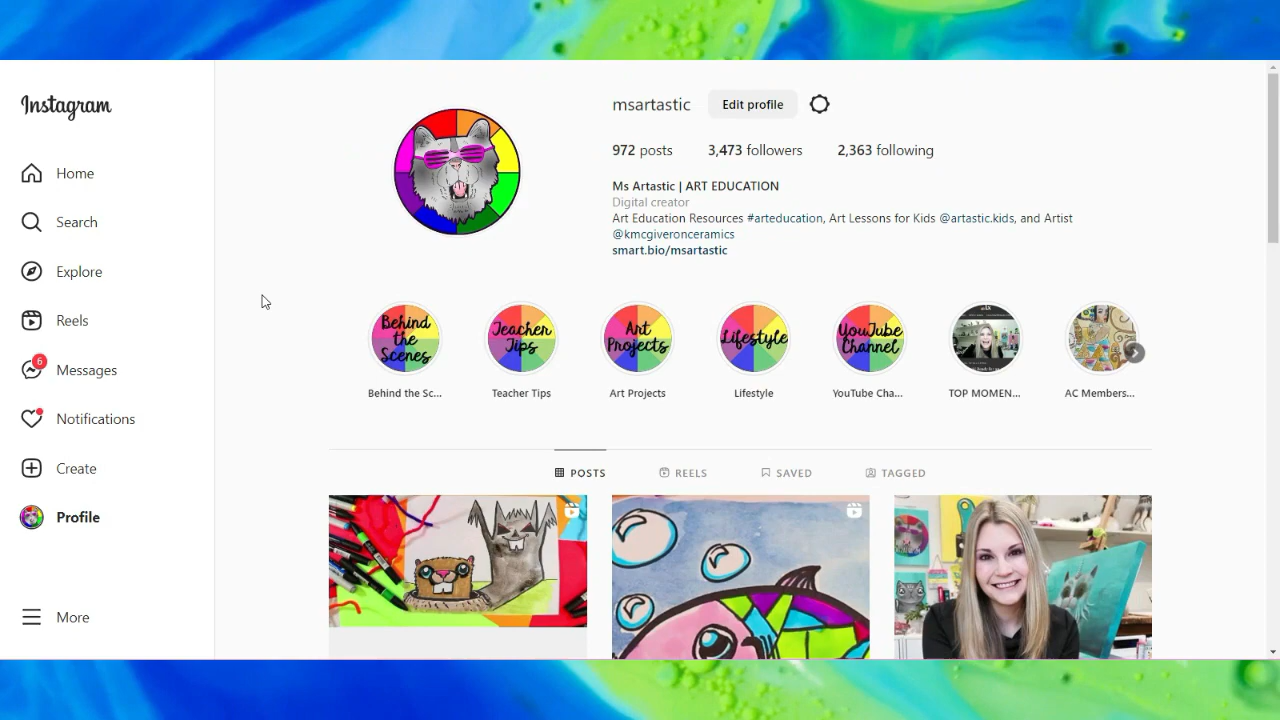 Instagram
Home
Search
Explore
Reels
6
Messages
Notifications
Create
Profile
More
msartastic
Edit profile
972 posts 3,473 followers 2,363 following
Ms Artastic | ART EDUCATION
Digital creator
Art Education Resources #arteducation, Art Lessons for Kids @artastic.kids, and Artist
@kmcgiveronceramics
smart.bio/msartastic
Behind
the
Scenes
Teacher
Tips
Art
Projects
Lifestyle
YouTube
Channel
Behind the Sc...
Teacher Tips
Art Projects
Lifestyle
YouTube Cha...
TOP MOMEN...
AC Members...
POSTS
REELS
SAVED
TAGGED